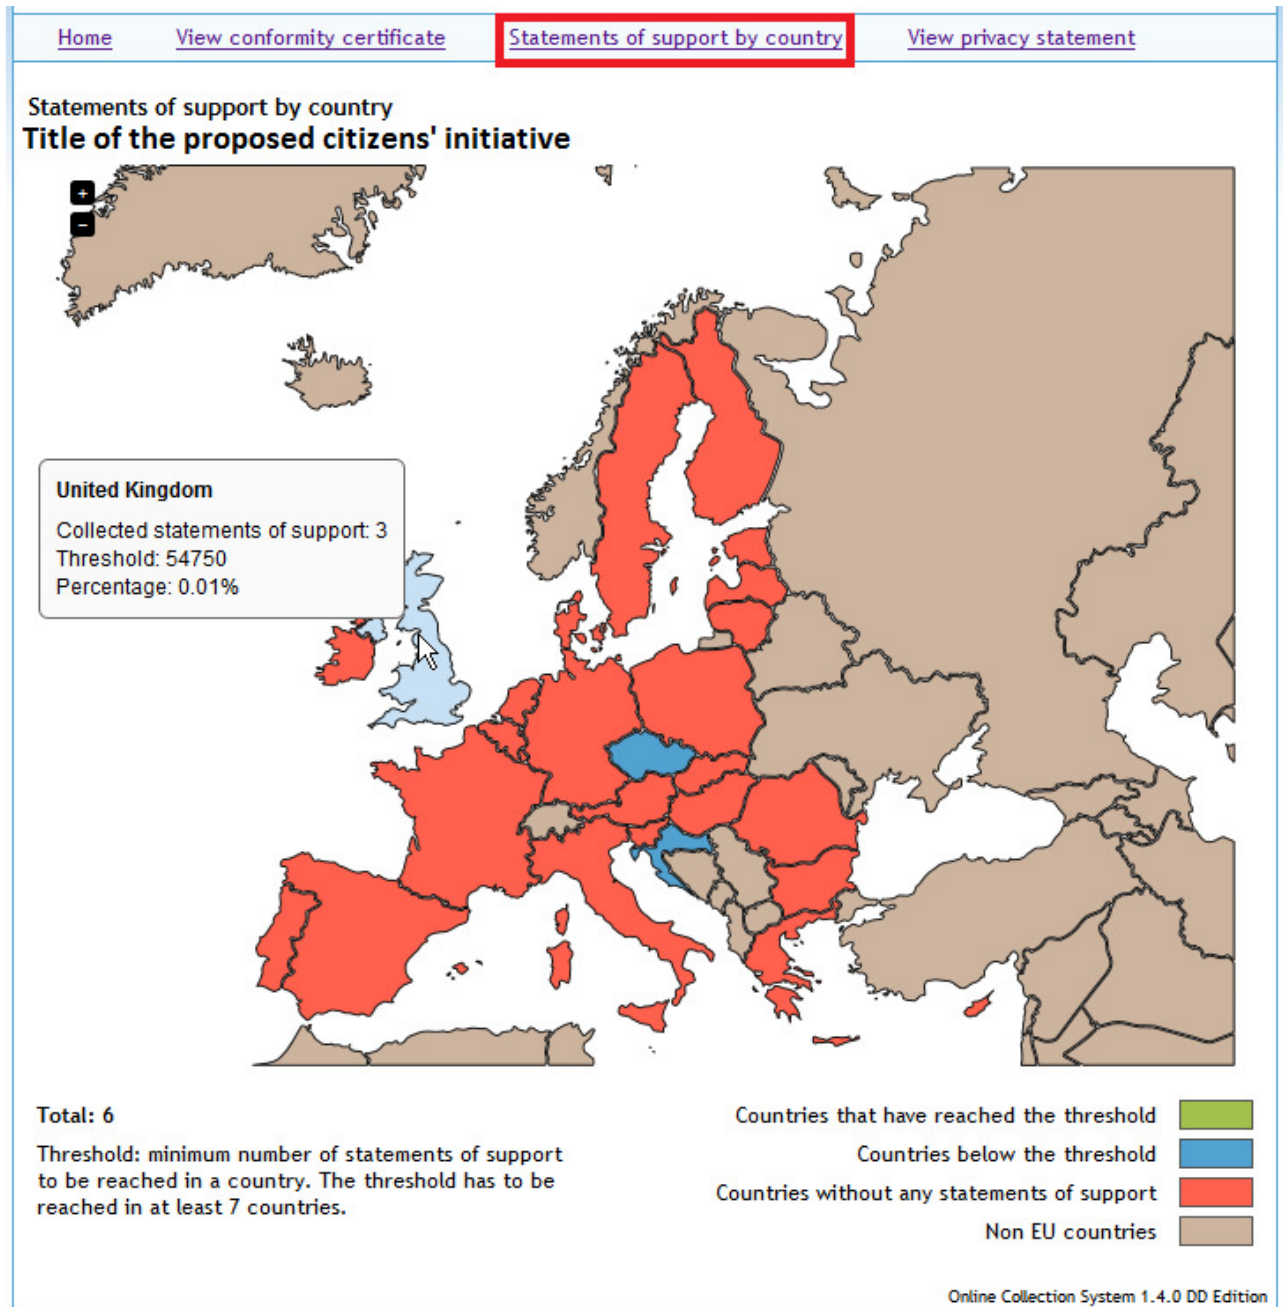 Home View conformity certificate Statements of support by country View privacy statement
Statements of support by country
Title of the proposed citizens' initiative
+
−
United Kingdom
Collected statements of support: 3
Threshold: 54750
Percentage: 0.01%
Total: 6
Threshold: minimum number of statements of support
to be reached in a country. The threshold has to be
reached in at least 7 countries.
Countries that have reached the threshold
Countries below the threshold
Countries without any statements of support
Non EU countries
Online Collection System 1.4.0 DD Edition